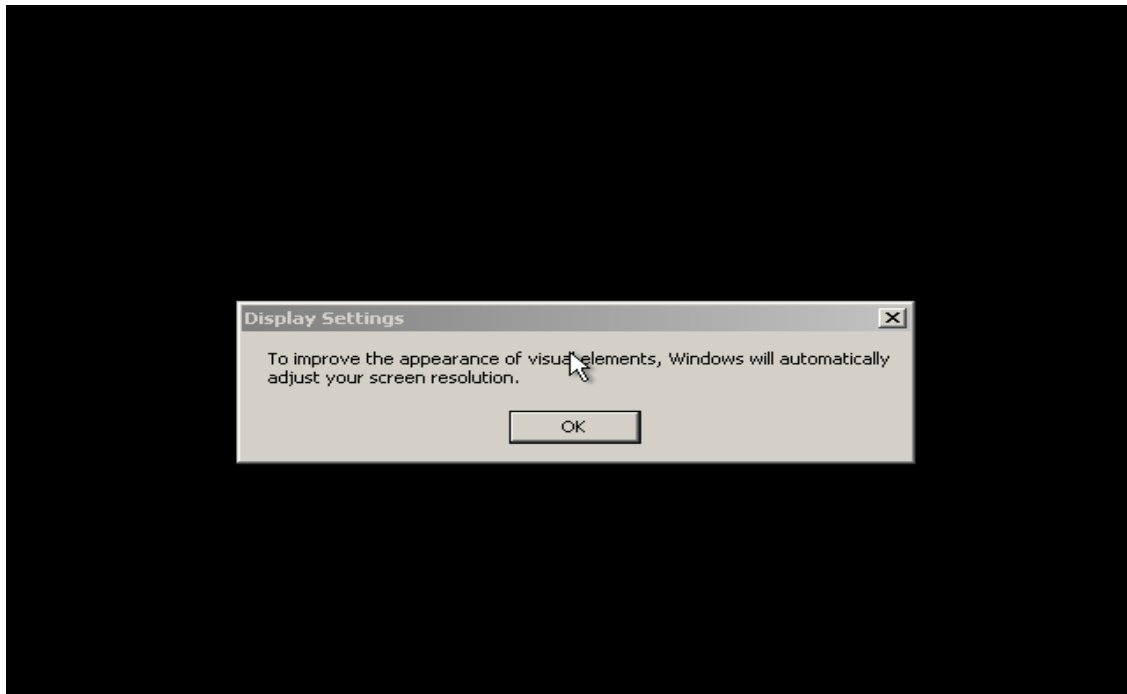 Display Settings
To improve the appearance of visual elements, Windows will automatically
adjust your screen resolution.
OK